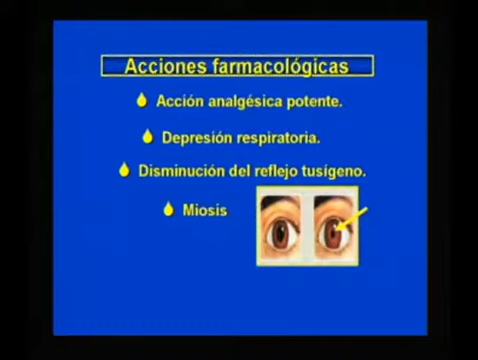 Acciones farmacológicas
Acción analgésica potente.
Depresión respiratoria.
Disminución del reflejo tusígeno.
Miosis